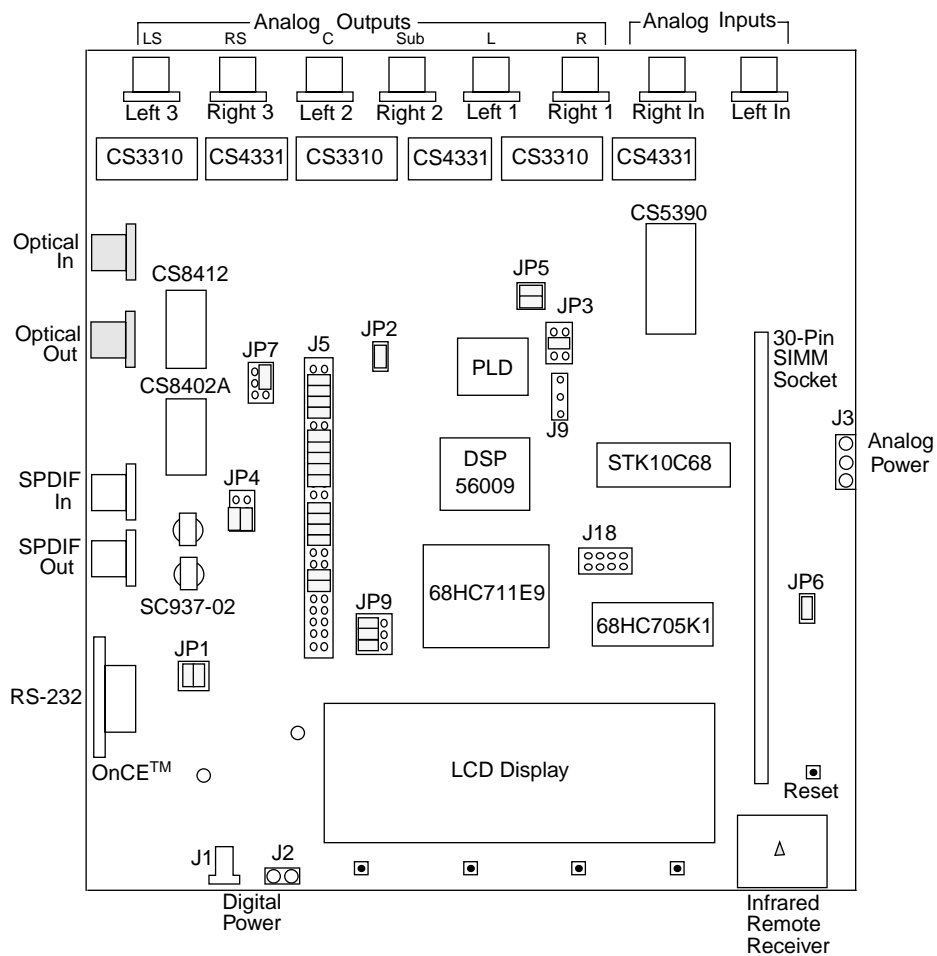 Analog Outputs
Analog Inputs
LS RS C Sub L R
Left 3 Right 3 Left 2 Right 2 Left 1 Right 1 Right In Left In
CS3310 CS4331 CS3310 CS4331 CS3310 CS4331
CS5390
Optical
In
CS8412
JP5
JP3
Optical
Out
JP7
J5
JP2
PLD
30-Pin
SIMM
Socket
CS8402A
J9
J3
Analog
Power
DSP
56009
STK10C68
SPDIF
In
JP4
SPDIF
Out
J18
SC937-02
68HC711E9
JP6
JP9
68HC705K1
JP1
RS-232
OnCE™
LCD Display
Reset
J1 J2
Digital
Power
Infrared
Remote
Receiver